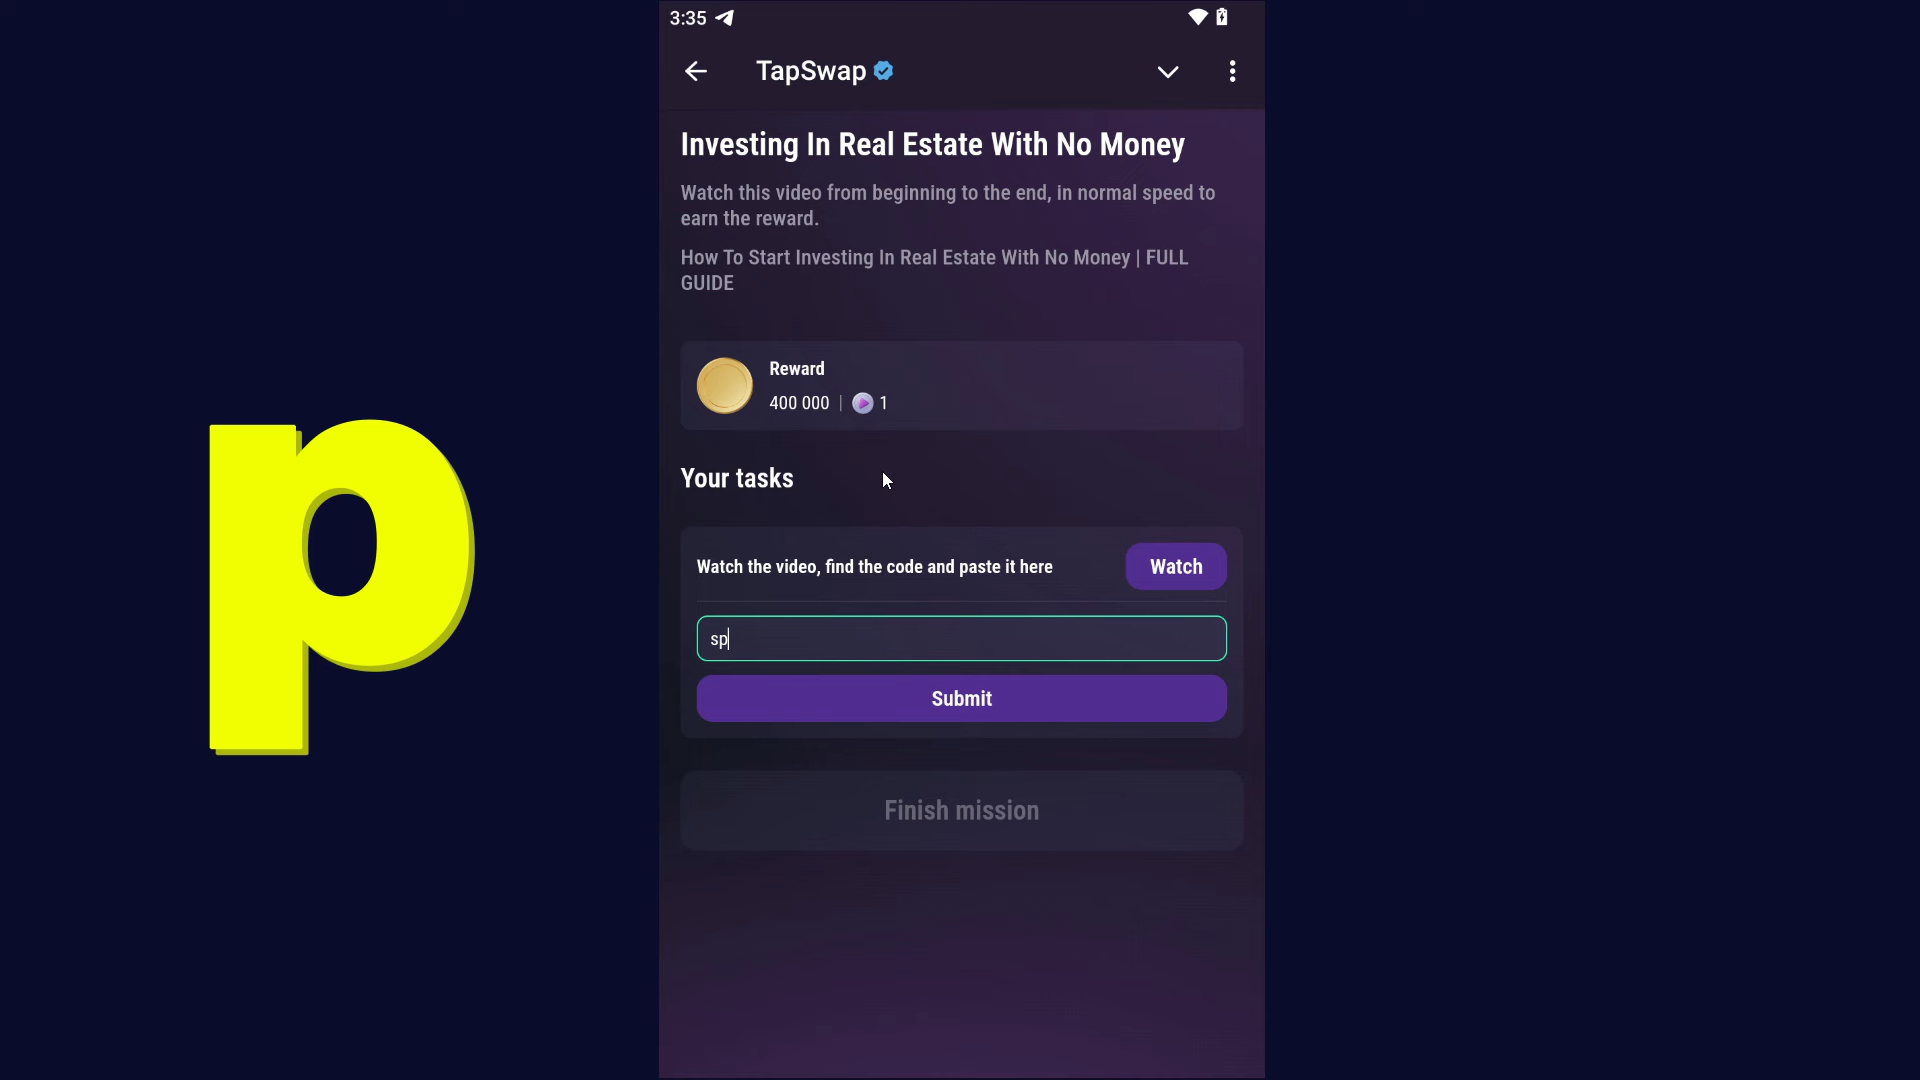 3:35
TapSwap
Investing In Real Estate With No Money
Watch this video from beginning to the end, in normal speed to
earn the reward.
How To Start Investing In Real Estate With No Money | FULL
GUIDE
Reward
400 000 | 1
Your tasks
p
Watch the video, find the code and paste it here
Watch
sp
Submit
Finish mission